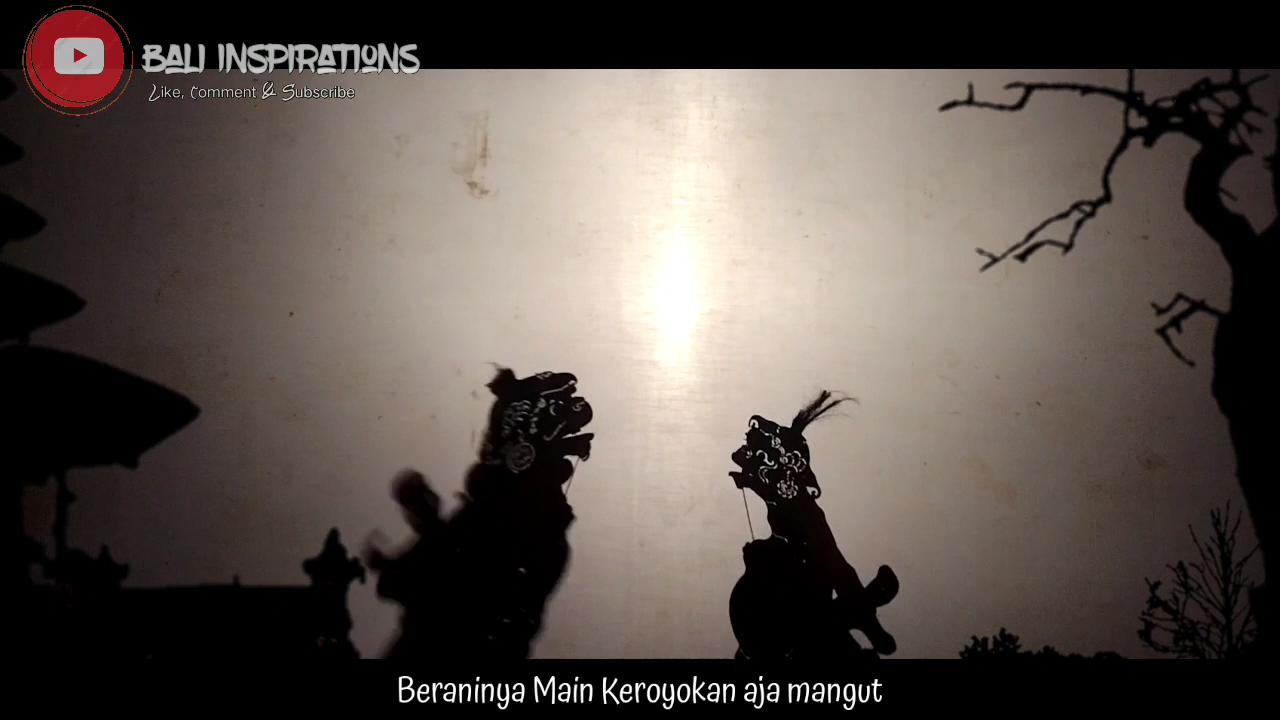 BALI INSPIRATIONS
Like, Comment & Subscribe
Beraninya Main Keroyokan aja mangut